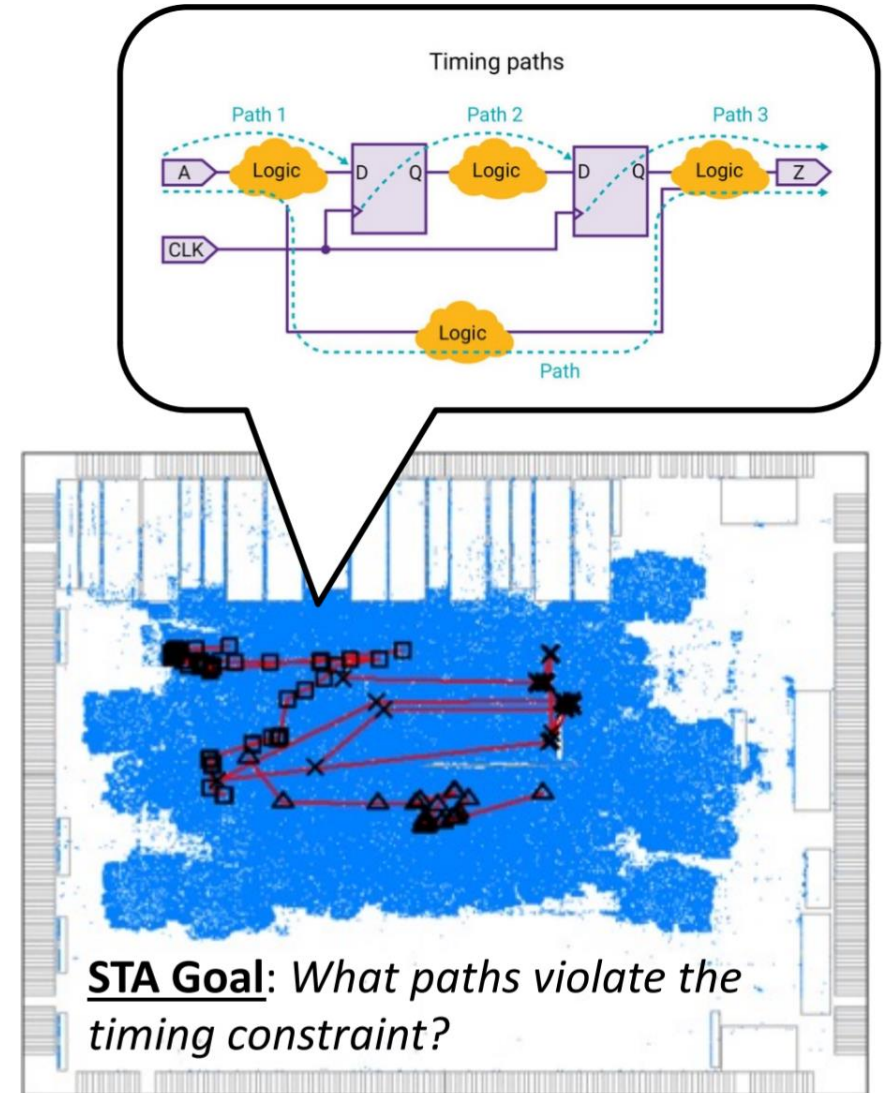 Timing paths
Path 1 Path 2 Path 3
A Logic D Q Logic D Q Logic Z
CLK
Logic
Path
STA Goal: What paths violate the
timing constraint?